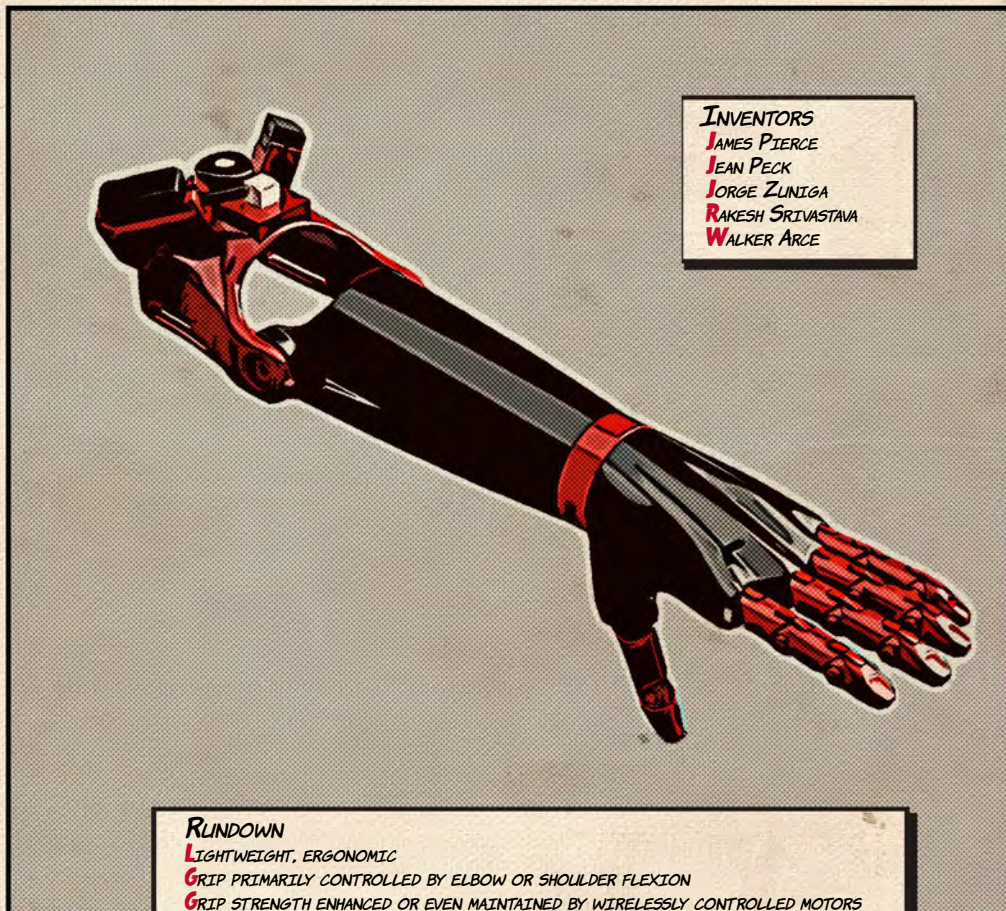 INVENTORS
JAMES PIERCE
JEAN PECK
JORGE ZUNIGA
RAKESH SRIVASTAVA
WALKER ARCE
RUNDOWN
LIGHTWEIGHT, ERGONOMIC
GRIP PRIMARILY CONTROLLED BY ELBOW OR SHOULDER FLEXION
GRIP STRENGTH ENHANCED OR EVEN MAINTAINED BY WIRELESSLY CONTROLLED MOTORS